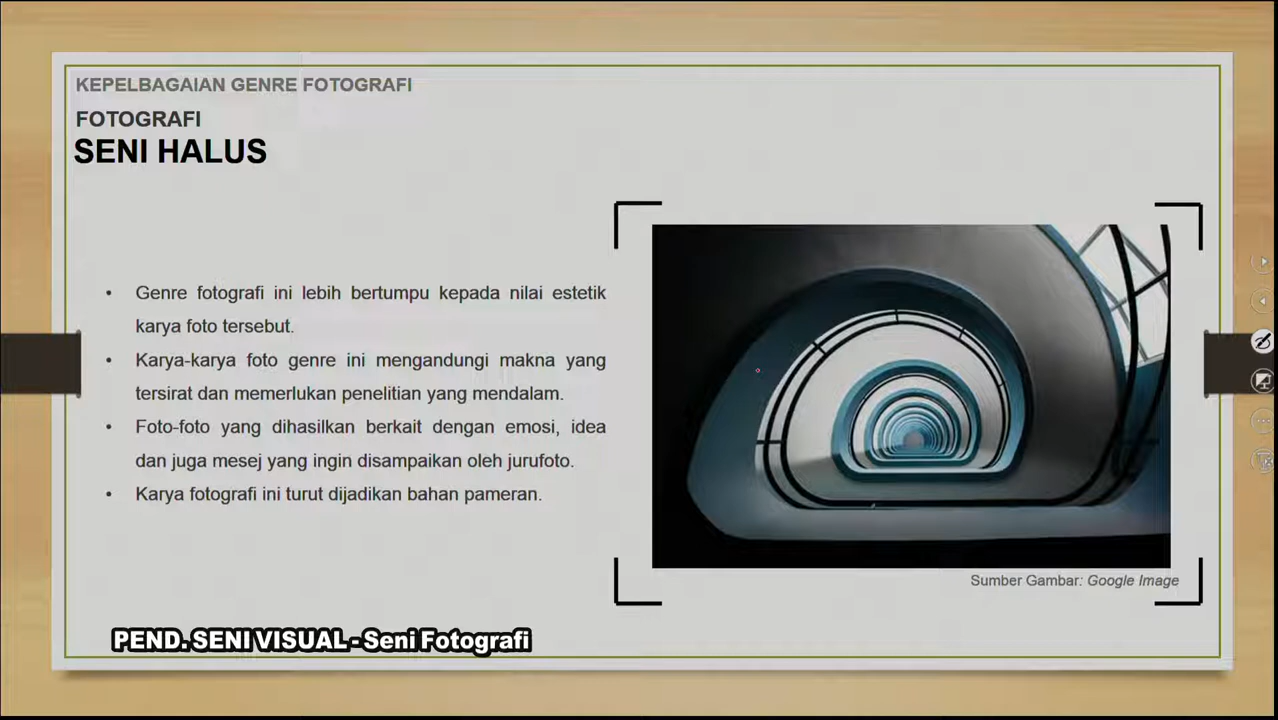 KEPELBAGAIAN GENRE FOTOGRAFI
FOTOGRAFI
SENI HALUS
• Genre fotografi ini lebih bertumpu kepada nilai estetik
karya foto tersebut.
• Karya-karya foto genre ini mengandungi makna yang
tersirat dan memerlukan penelitian yang mendalam.
• Foto-foto yang dihasilkan berkait dengan emosi, idea
dan juga mesej yang ingin disampaikan oleh jurufoto.
• Karya fotografi ini turut dijadikan bahan pameran.
Sumber Gambar: Google Image
PEND. SENI VISUAL - Seni Fotografi